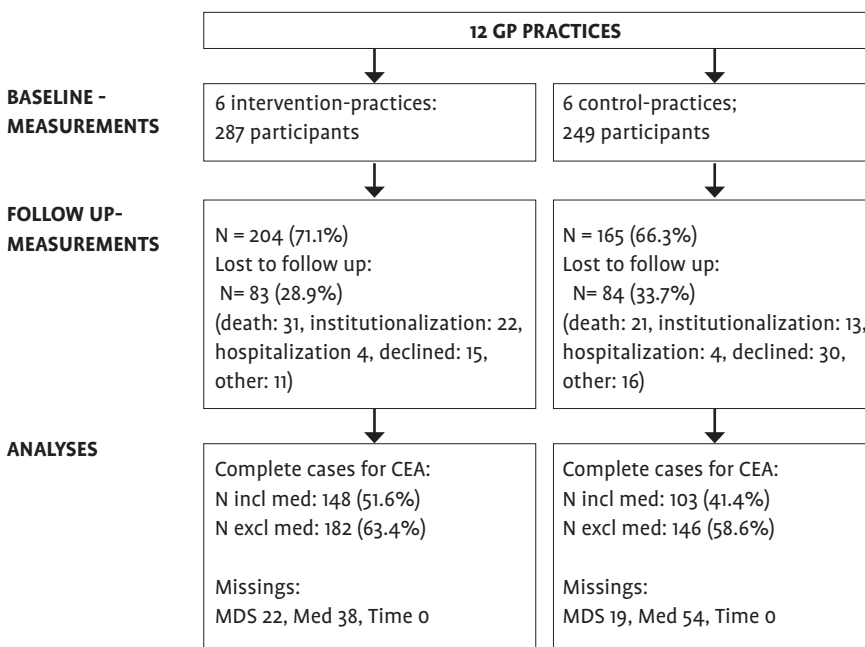 12 GP PRACTICES
BASELINE -
MEASUREMENTS
6 intervention-practices:
287 participants
6 control-practices;
249 participants
FOLLOW UP-
MEASUREMENTS
N = 204 (71.1%)
Lost to follow up:
N= 83 (28.9%)
(death: 31, institutionalization: 22,
hospitalization 4, declined: 15,
other: 11)
N = 165 (66.3%)
Lost to follow up:
N= 84 (33.7%)
(death: 21, institutionalization: 13,
hospitalization: 4, declined: 30,
other: 16)
ANALYSES
Complete cases for CEA:
N incl med: 148 (51.6%)
N excl med: 182 (63.4%)
Missings:
MDS 22, Med 38, Time 0
Complete cases for CEA:
N incl med: 103 (41.4%)
N excl med: 146 (58.6%)
Missings:
MDS 19, Med 54, Time 0